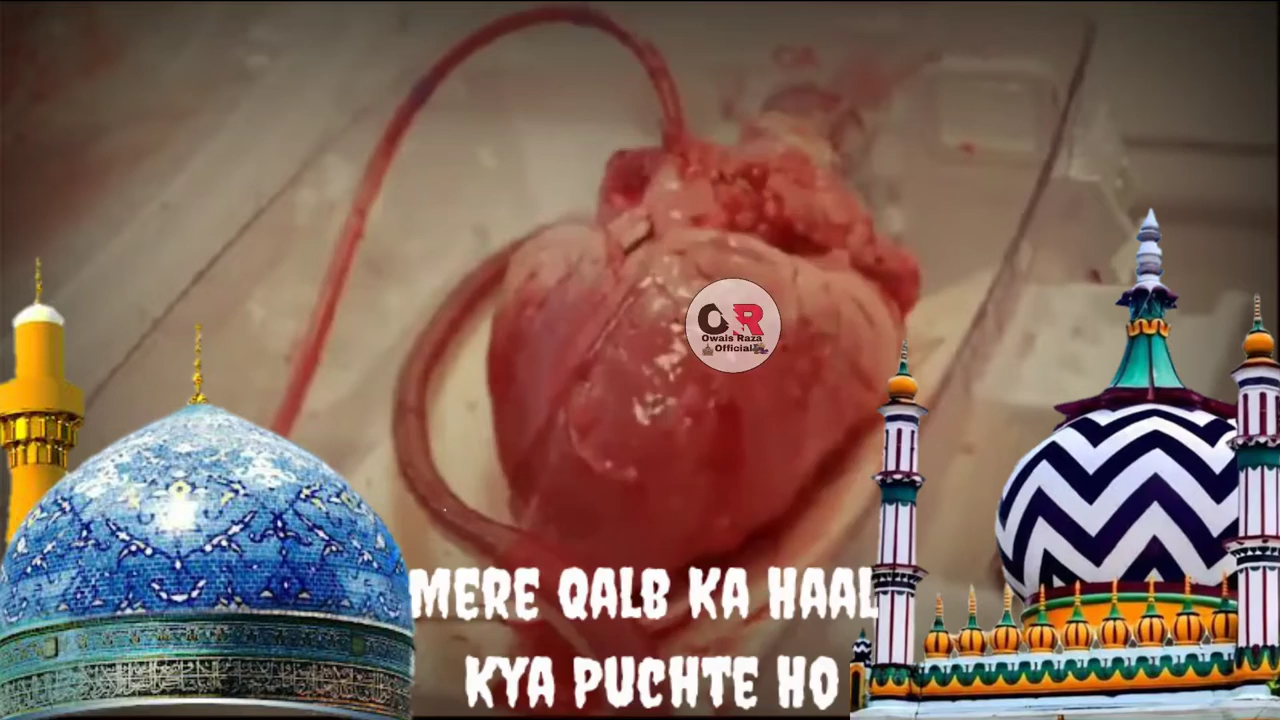 OR
Owais Raza
Official
MERE QALB KA HAAL
KYA PUCHTE HO